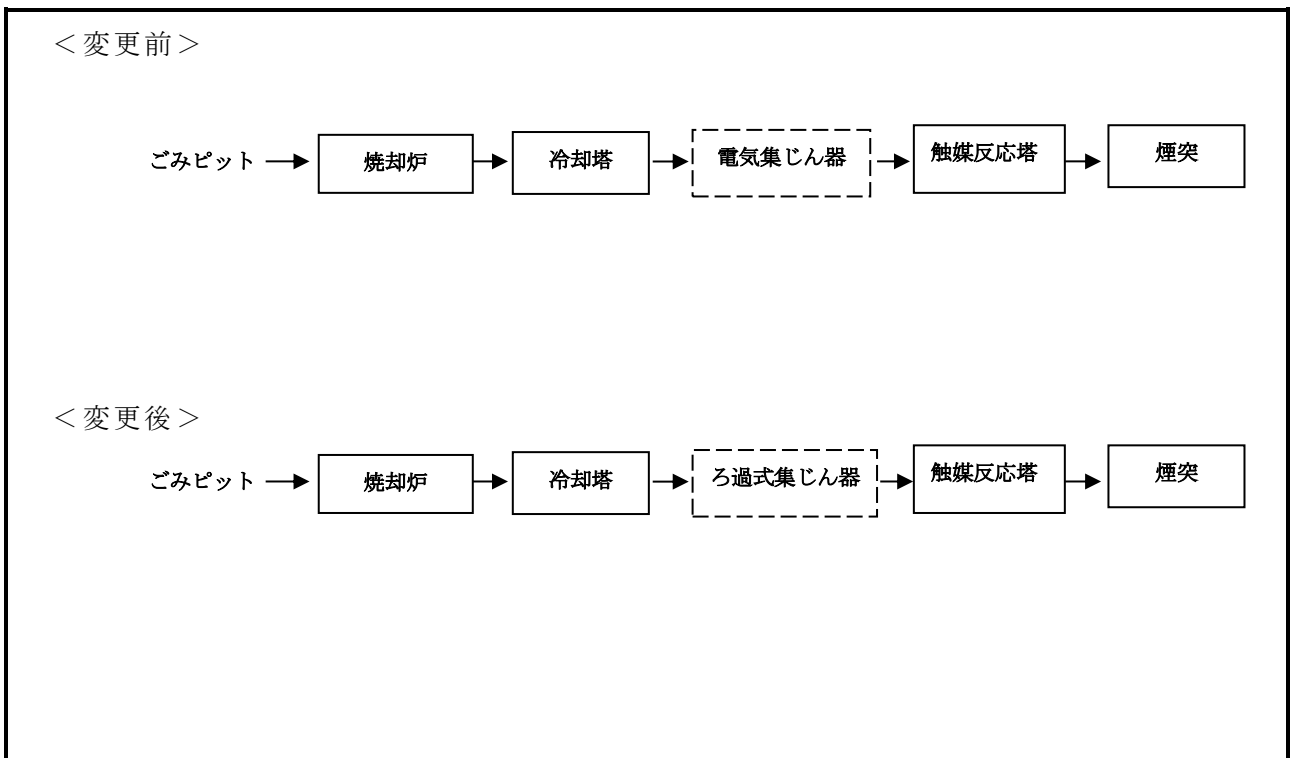 ＜変更前＞
ごみピット 焼却炉 冷却塔 電気集じん器 触媒反応塔 煙突
＜変更後＞
ごみピット 焼却炉 冷却塔 ろ過式集じん器 触媒反応塔 煙突